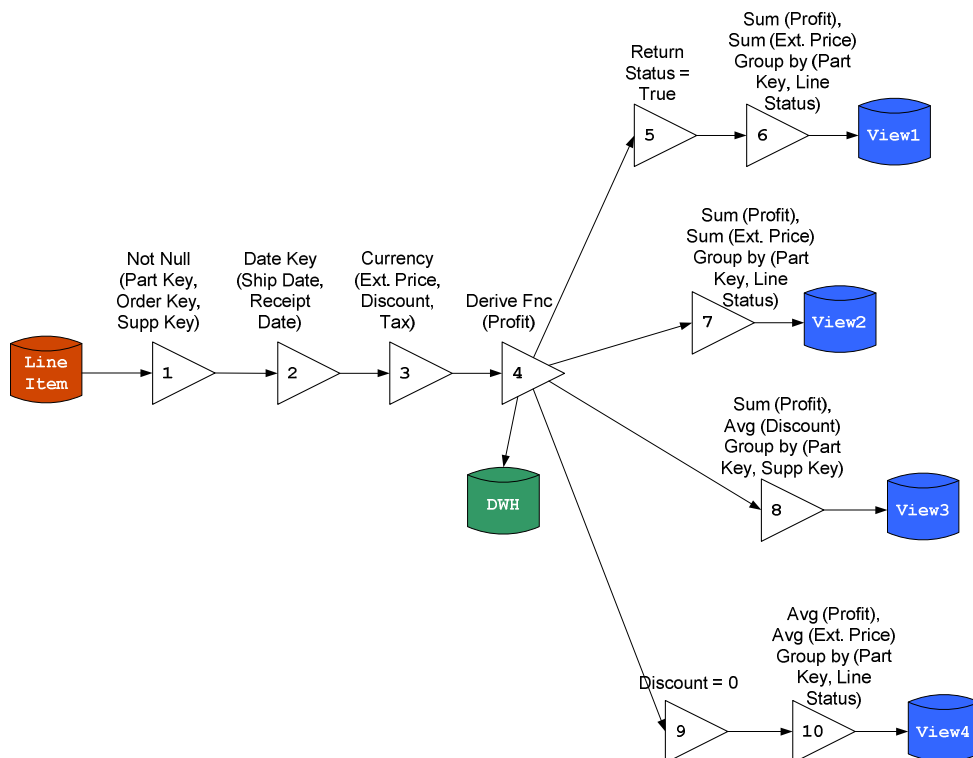 Sum (Profit),
Sum (Ext. Price)
Group by (Part
Key, Line
Status)
Return
Status =
True
5
6
View1
Sum (Profit),
Sum (Ext. Price)
Group by (Part
Key, Line
Status)
7
View2
Not Null
(Part Key,
Order Key,
Supp Key)
Date Key
(Ship Date,
Receipt
Date)
Currency
(Ext. Price,
Discount,
Tax)
Derive Fnc
(Profit)
Line
Item
1
2
3
4
DWH
Sum (Profit),
Avg (Discount)
Group by (Part
Key, Supp Key)
8
View3
Avg (Profit),
Avg (Ext. Price)
Group by (Part
Key, Line
Status)
Discount = 0
9
10
View4